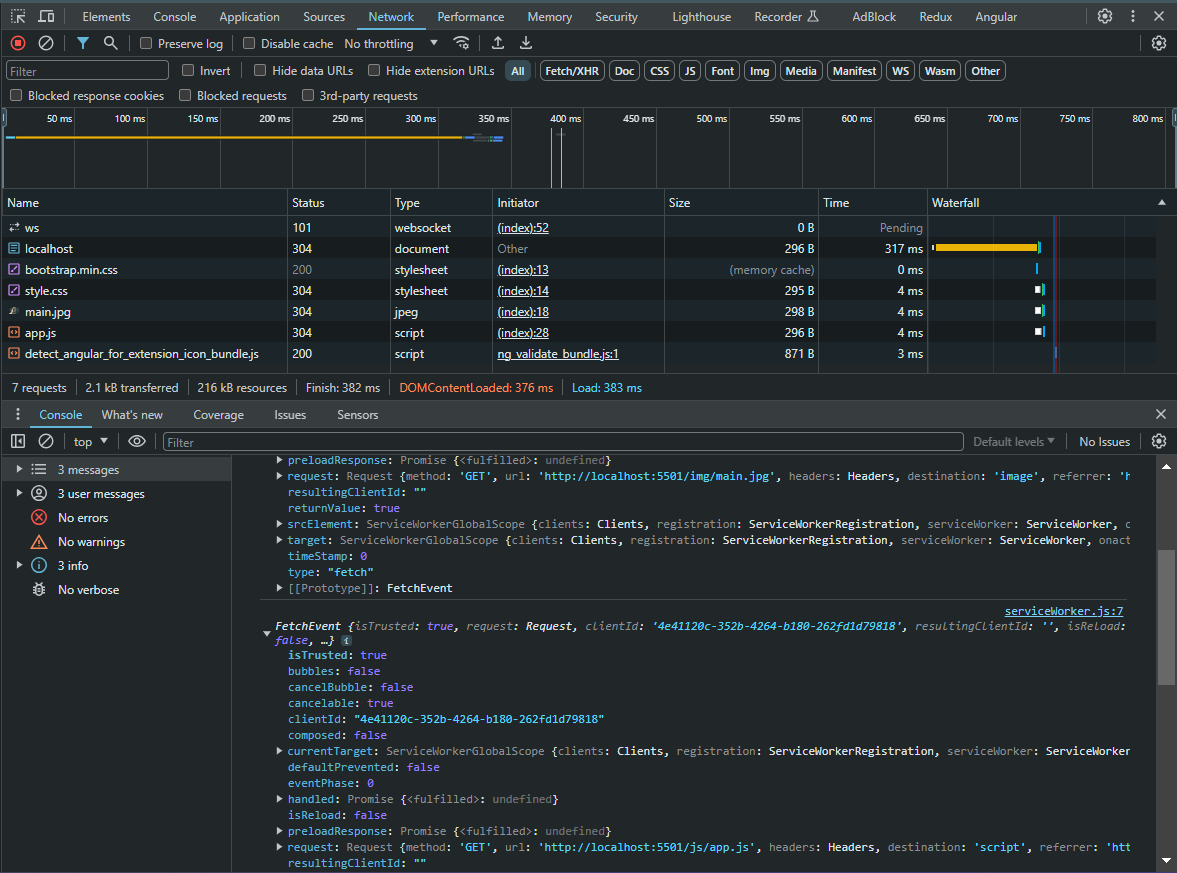 Elements Console Application Sources Network Performance Memory Security Lighthouse Recorder AdBlock Redux Angular
Preserve log Disable cache No throttling
Filter Invert Hide data URLs Hide extension URLs All Fetch/XHR Doc CSS JS Font Img Media Manifest WS Wasm Other
Blocked response cookies Blocked requests 3rd-party requests
50 ms 100 ms 150 ms 200 ms 250 ms 300 ms 350 ms 400 ms 450 ms 500 ms 550 ms 600 ms 650 ms 700 ms 750 ms 800 ms
Name Status Type Initiator Size Time Waterfall
ws 101 websocket (index):52 0 B Pending
localhost 304 document Other 296 B 317 ms
bootstrap.min.css 200 stylesheet (index):13 (memory cache) 0 ms
style.css 304 stylesheet (index):14 295 B 4 ms
main.jpg 304 jpeg (index):18 298 B 4 ms
app.js 304 script (index):28 296 B 4 ms
detect_angular_for_extension_icon_bundle.js 200 script ng_validate_bundle.js:1 871 B 3 ms
7 requests 2.1 kB transferred 216 kB resources Finish: 382 ms DOMContentLoaded: 376 ms Load: 383 ms
Console What's new Coverage Issues Sensors
top Filter Default levels No Issues
3 messages
3 user messages
No errors
No warnings
3 info
No verbose
preloadResponse: Promise {<fulfilled>: undefined}
request: Request {method: 'GET', url: 'http://localhost:5501/img/main.jpg', headers: Headers, destination: 'image', referrer: 'h
resultingClientId: ""
returnValue: true
srcElement: ServiceWorkerGlobalScope {clients: Clients, registration: ServiceWorkerRegistration, serviceWorker: ServiceWorker, o
target: ServiceWorkerGlobalScope {clients: Clients, registration: ServiceWorkerRegistration, serviceWorker: ServiceWorker, onact
timeStamp: 0
type: "fetch"
[[Prototype]]: FetchEvent
serviceWorker.js:7
FetchEvent {isTrusted: true, request: Request, clientId: '4e41120c-352b-4264-b180-262fd1d79818', resultingClientId: '', isReload:
false, …} i
isTrusted: true
bubbles: false
cancelBubble: false
cancelable: true
clientId: "4e41120c-352b-4264-b180-262fd1d79818"
composed: false
currentTarget: ServiceWorkerGlobalScope {clients: Clients, registration: ServiceWorkerRegistration, serviceWorker: ServiceWorker
defaultPrevented: false
eventPhase: 0
handled: Promise {<fulfilled>: undefined}
isReload: false
preloadResponse: Promise {<fulfilled>: undefined}
request: Request {method: 'GET', url: 'http://localhost:5501/js/app.js', headers: Headers, destination: 'script', referrer: 'htt
resultingClientId: ""